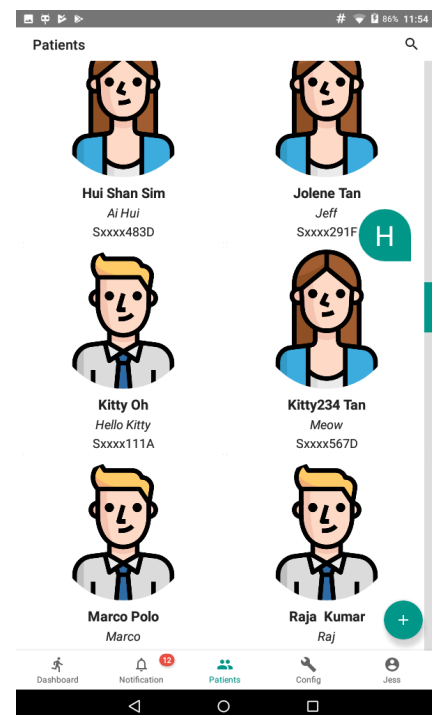 # 86% 11:54
Patients
Hui Shan Sim
Ai Hui
Sxxxx483D
Jolene Tan
Jeff
Sxxxx291F
H
Kitty Oh
Hello Kitty
Sxxxx111A
Kitty234 Tan
Meow
Sxxxx567D
Marco Polo
Marco
Raja Kumar
Raj
+
Dashboard
12
Notification
Patients
Config
Jess